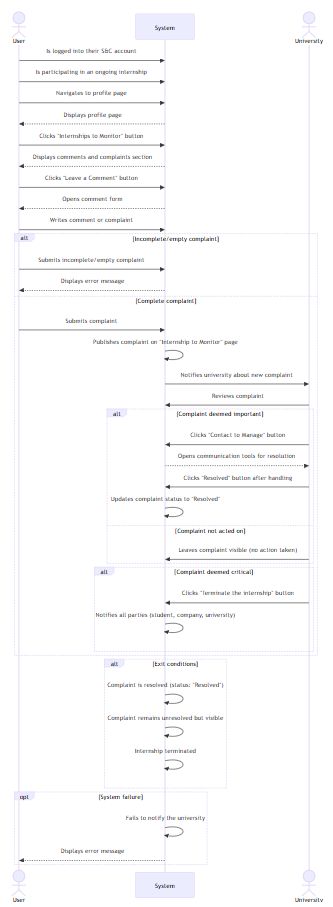 User
System
University
Is logged into their S&C account
Is participating in an ongoing internship
Navigates to profile page
Displays profile page
Clicks "Internships to Monitor" button
Displays comments and complaints section
Clicks "Leave a Comment" button
Opens comment form
Writes comment or complaint
alt
[Incomplete/empty complaint]
Submits incomplete/empty complaint
Displays error message
[Complete complaint]
Submits complaint
Publishes complaint on "Internship to Monitor" page
Notifies university about new complaint
Reviews complaint
alt
[Complaint deemed important]
Clicks "Contact to Manage" button
Opens communication tools for resolution
Clicks "Resolved" button after handling
Updates complaint status to "Resolved"
[Complaint not acted on]
Leaves complaint visible (no action taken)
alt
[Complaint deemed critical]
Clicks "Terminate the internship" button
Notifies all parties (student, company, university)
alt
[Exit conditions]
Complaint is resolved (status: "Resolved")
Complaint remains unresolved but visible
Internship terminated
opt
[System failure]
Fails to notify the university
Displays error message
User
System
University